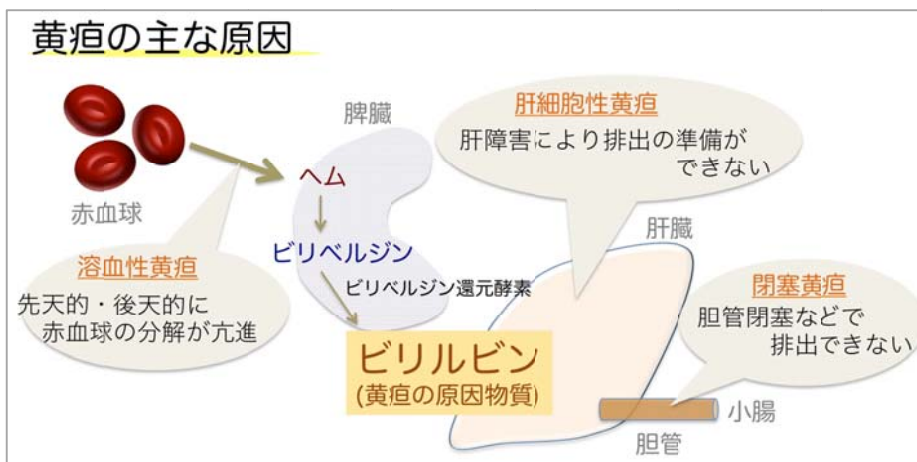 黄疸の主な原因
赤血球
脾臓
ヘム
ビリベルジン
ビリベルジン還元酵素
ビリルビン
(黄疸の原因物質)
溶血性黄疸
先天的・後天的に
赤血球の分解が亢進
肝細胞性黄疸
肝障害により排出の準備が
できない
肝臓
閉塞黄疸
胆管閉塞などで
排出できない
小腸
胆管